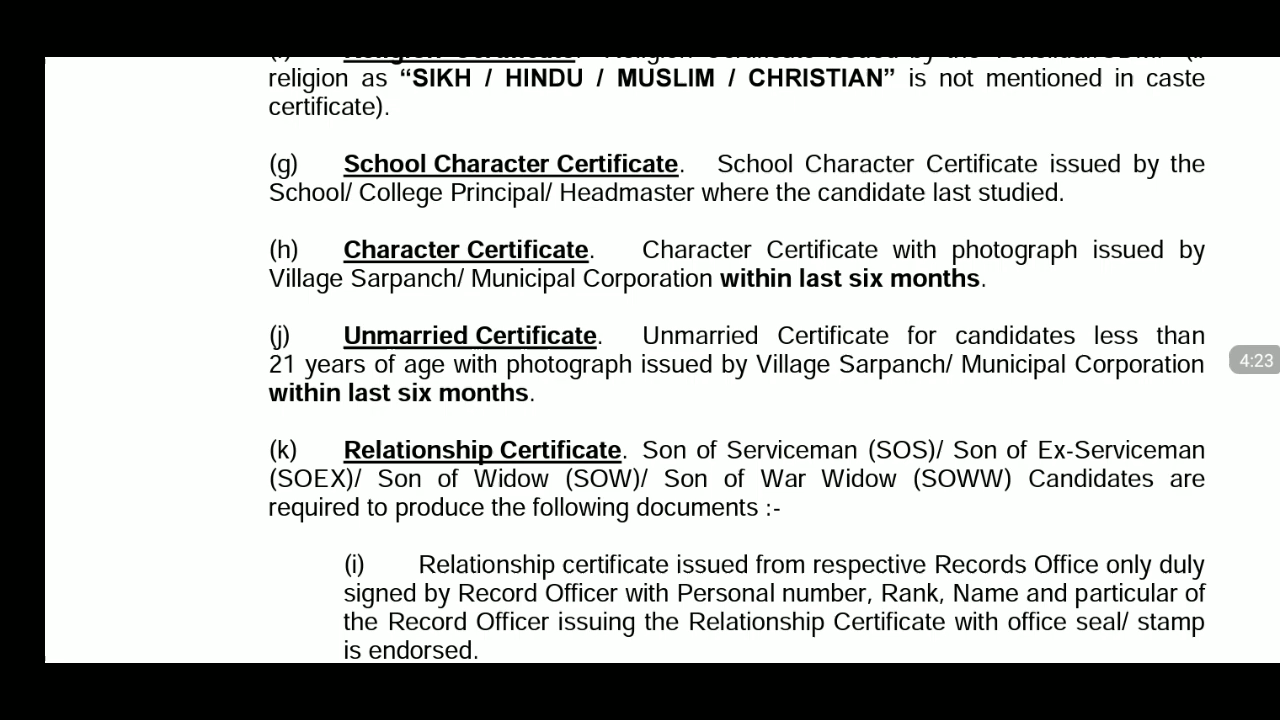 religion as “SIKH / HINDU / MUSLIM / CHRISTIAN” is not mentioned in caste
certificate).
(g) School Character Certificate. School Character Certificate issued by the
School/ College Principal/ Headmaster where the candidate last studied.
(h) Character Certificate. Character Certificate with photograph issued by
Village Sarpanch/ Municipal Corporation within last six months.
(j) Unmarried Certificate. Unmarried Certificate for candidates less than
21 years of age with photograph issued by Village Sarpanch/ Municipal Corporation
within last six months.
4:23
(k) Relationship Certificate. Son of Serviceman (SOS)/ Son of Ex-Serviceman
(SOEX)/ Son of Widow (SOW)/ Son of War Widow (SOWW) Candidates are
required to produce the following documents :-
(i) Relationship certificate issued from respective Records Office only duly
signed by Record Officer with Personal number, Rank, Name and particular of
the Record Officer issuing the Relationship Certificate with office seal/ stamp
is endorsed.